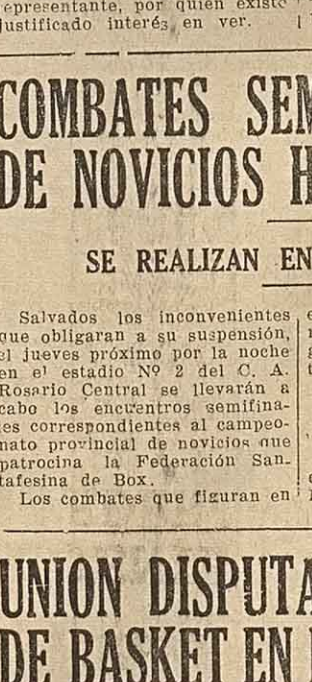 epresentante, por quien existe
justificado interés en ver.
COMBATES SEM
DE NOVICIOS H
SE REALIZAN EN
Salvados los inconvenientes
que obligaran a su suspensión,
el jueves próximo por la noche
en el estadio Nº 2 del C. A.
Rosario Central se llevarán a
cabo los encuentros semifina-
les correspondientes al campeo-
nato provincial de novicios que
patrocina la Federación San-
tafesina de Box.
Los combates que figuran en
UNION DISPUTA
DE BASKET EN